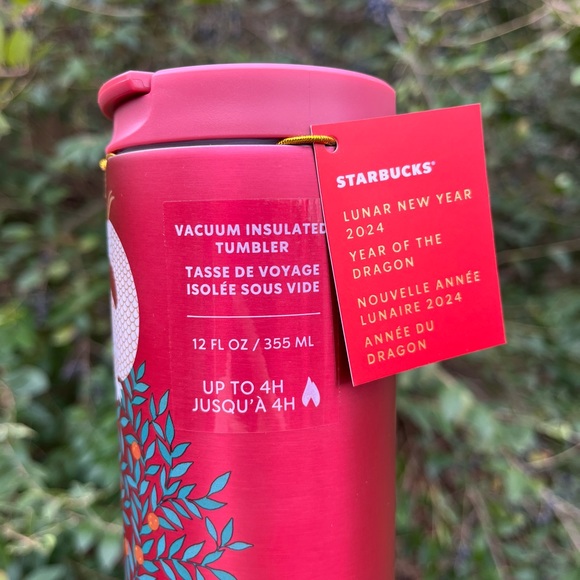 VACUUM INSULATED
TUMBLER
TASSE DE VOYAGE
ISOLÉE SOUS VIDE
12 FL OZ / 355 ML
UP TO 4H
JUSQU'À 4H
STARBUCKS®
LUNAR NEW YEAR
2024
YEAR OF THE
DRAGON
NOUVELLE ANNÉE
LUNAIRE 2024
ANNÉE DU
DRAGON